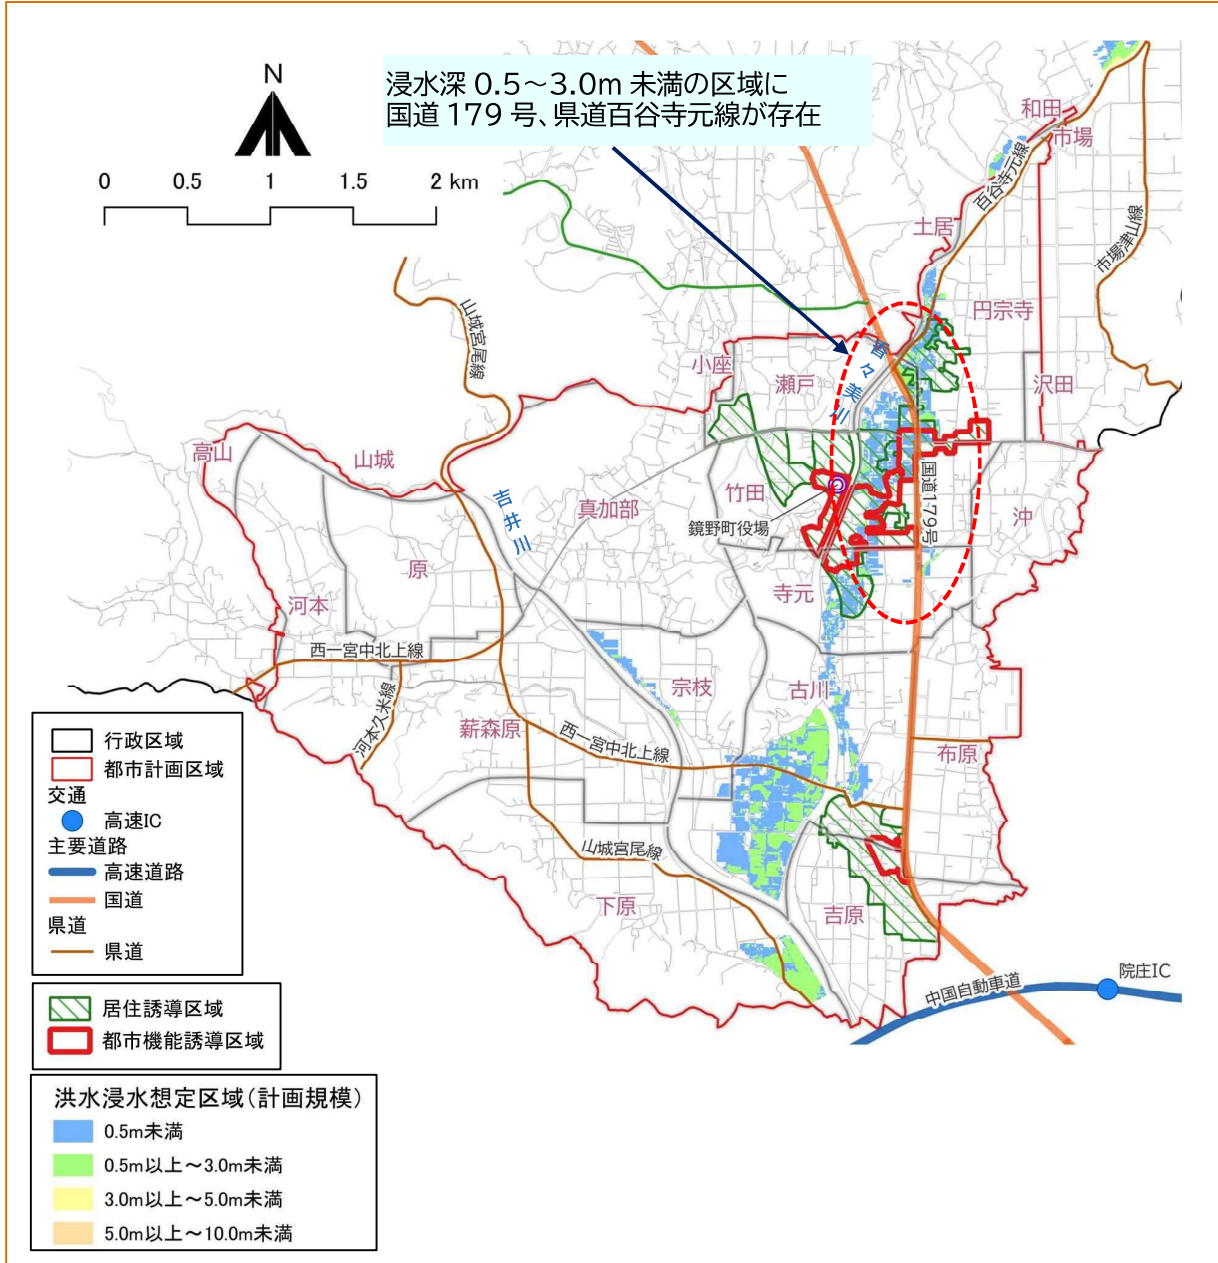 浸水深 0.5～3.0m 未満の区域に
国道 179 号、県道百谷寺元線が存在
N
0 0.5 1 1.5 2 km
和田
市場
百谷寺元線
土居
市場津山線
円宗寺
山城宮尾線
香々美川
小座
瀬戸
沢田
高山
山城
吉井川
真加部
竹田
国道179号
沖
鏡野町役場
原
河本
寺元
西一宮中北上線
宗枝
古川
河本久米線
薪森原
西一宮中北上線
布原
山城宮尾線
下原
吉原
中国自動車道
院庄IC
行政区域
都市計画区域
交通
高速IC
主要道路
高速道路
国道
県道
県道
居住誘導区域
都市機能誘導区域
洪水浸水想定区域(計画規模)
0.5m未満
0.5m以上～3.0m未満
3.0m以上～5.0m未満
5.0m以上～10.0m未満